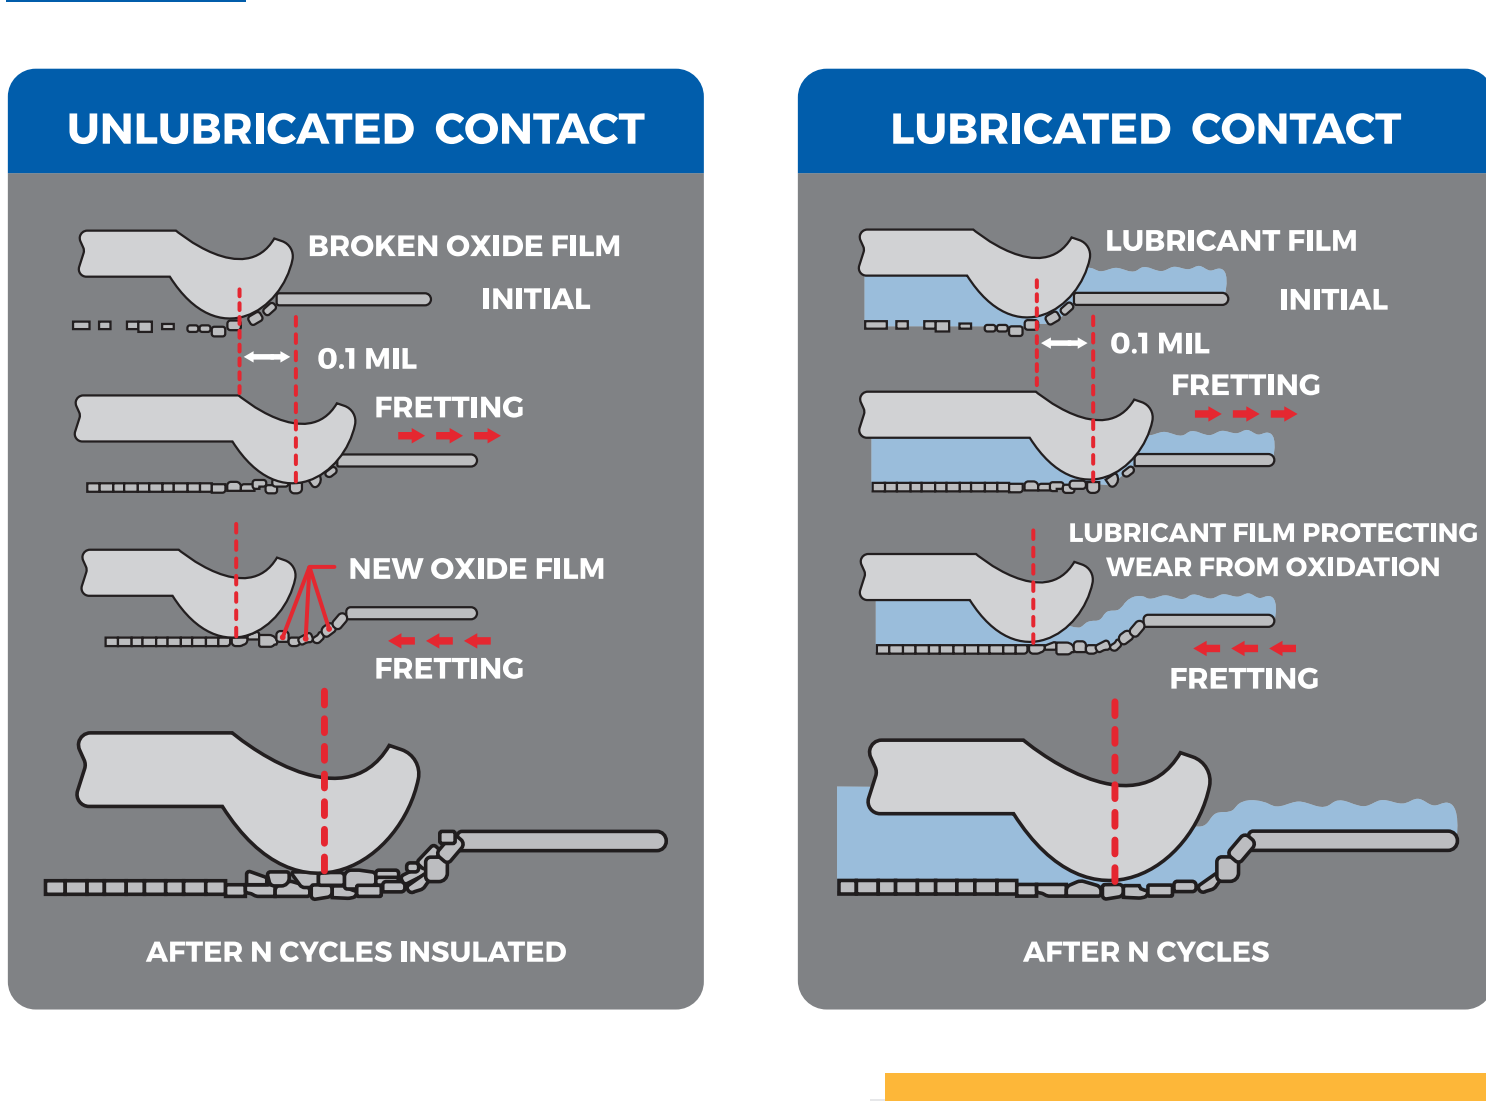 UNLUBRICATED CONTACT
BROKEN OXIDE FILM
INITIAL
0.1 MIL
FRETTING
NEW OXIDE FILM
FRETTING
AFTER N CYCLES INSULATED
LUBRICATED CONTACT
LUBRICANT FILM
INITIAL
0.1 MIL
FRETTING
LUBRICANT FILM PROTECTING
WEAR FROM OXIDATION
FRETTING
AFTER N CYCLES